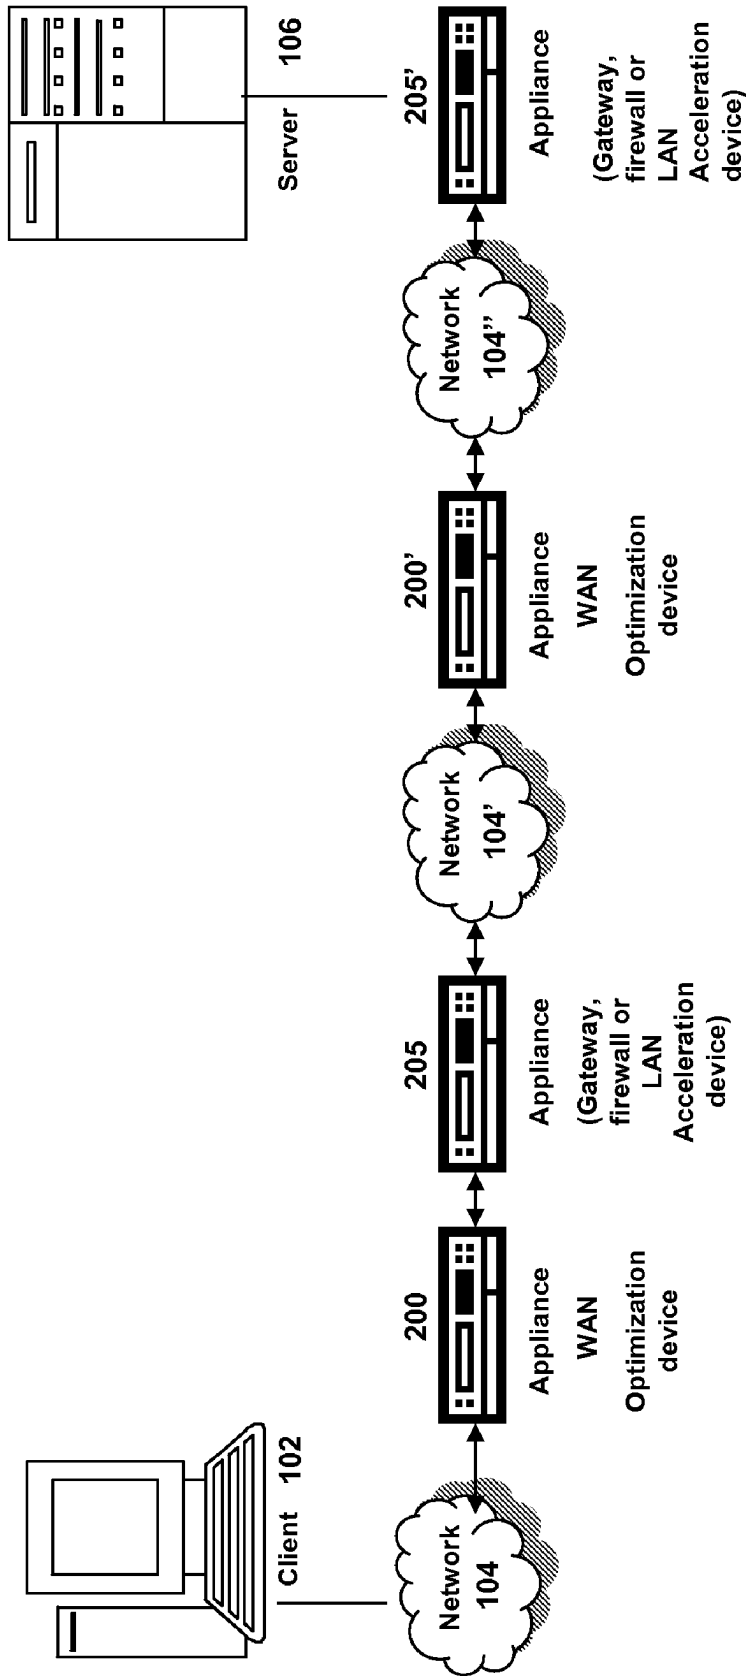 Client 102
Server 106
Network
104
200
Appliance
WAN
Optimization
device
205
Appliance
(Gateway,
firewall or
LAN
Acceleration
device)
Network
104'
200'
Appliance
WAN
Optimization
device
Network
104''
205'
Appliance
(Gateway,
firewall or
LAN
Acceleration
device)